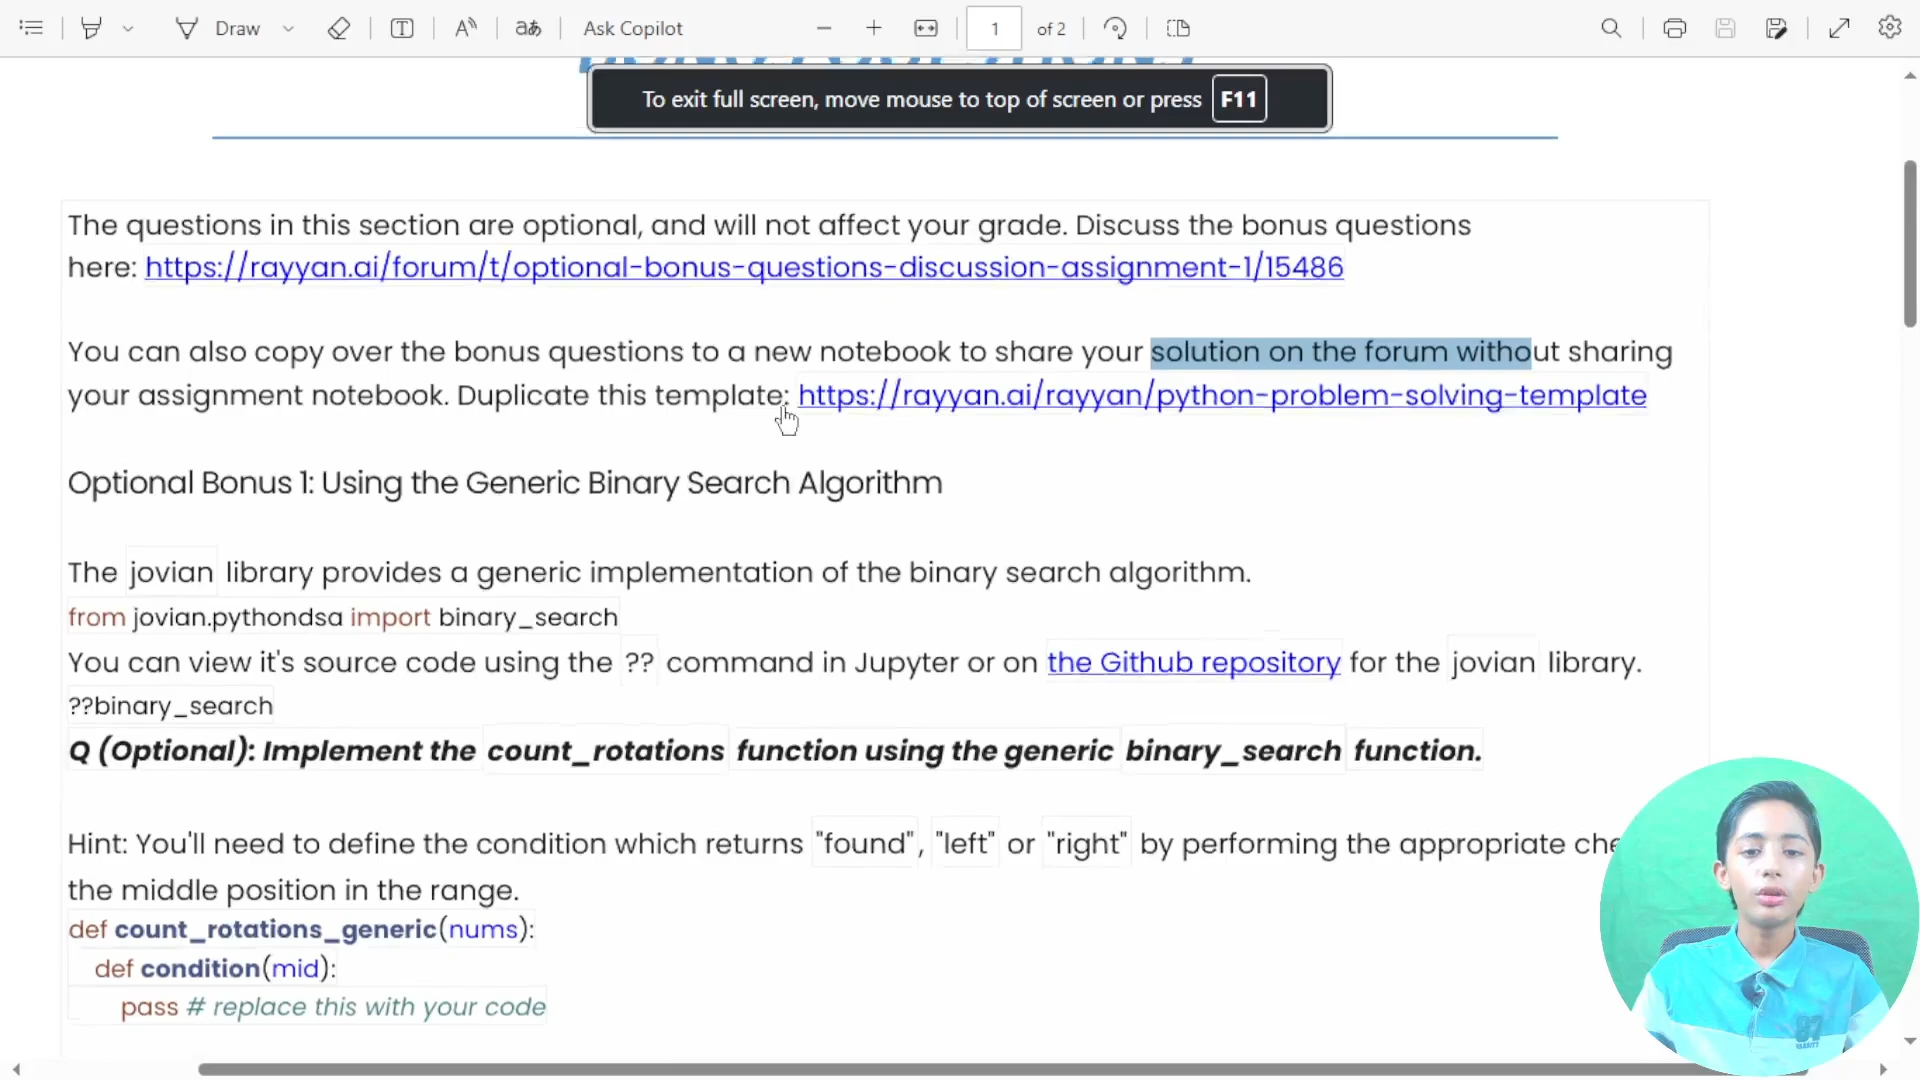 Draw
Ask Copilot
1 of 2
To exit full screen, move mouse to top of screen or press F11
The questions in this section are optional, and will not affect your grade. Discuss the bonus questions
here: https://rayyan.ai/forum/t/optional-bonus-questions-discussion-assignment-1/15486
You can also copy over the bonus questions to a new notebook to share your solution on the forum without sharing
your assignment notebook. Duplicate this template: https://rayyan.ai/rayyan/python-problem-solving-template
Optional Bonus 1: Using the Generic Binary Search Algorithm
The jovian library provides a generic implementation of the binary search algorithm.
from jovian.pythondsa import binary_search
You can view it's source code using the ?? command in Jupyter or on the Github repository for the jovian library.
??binary_search
Q (Optional): Implement the count_rotations function using the generic binary_search function.
Hint: You'll need to define the condition which returns "found", "left" or "right" by performing the appropriate
the middle position in the range.
def count_rotations_generic(nums):
def condition(mid):
pass # replace this with your code